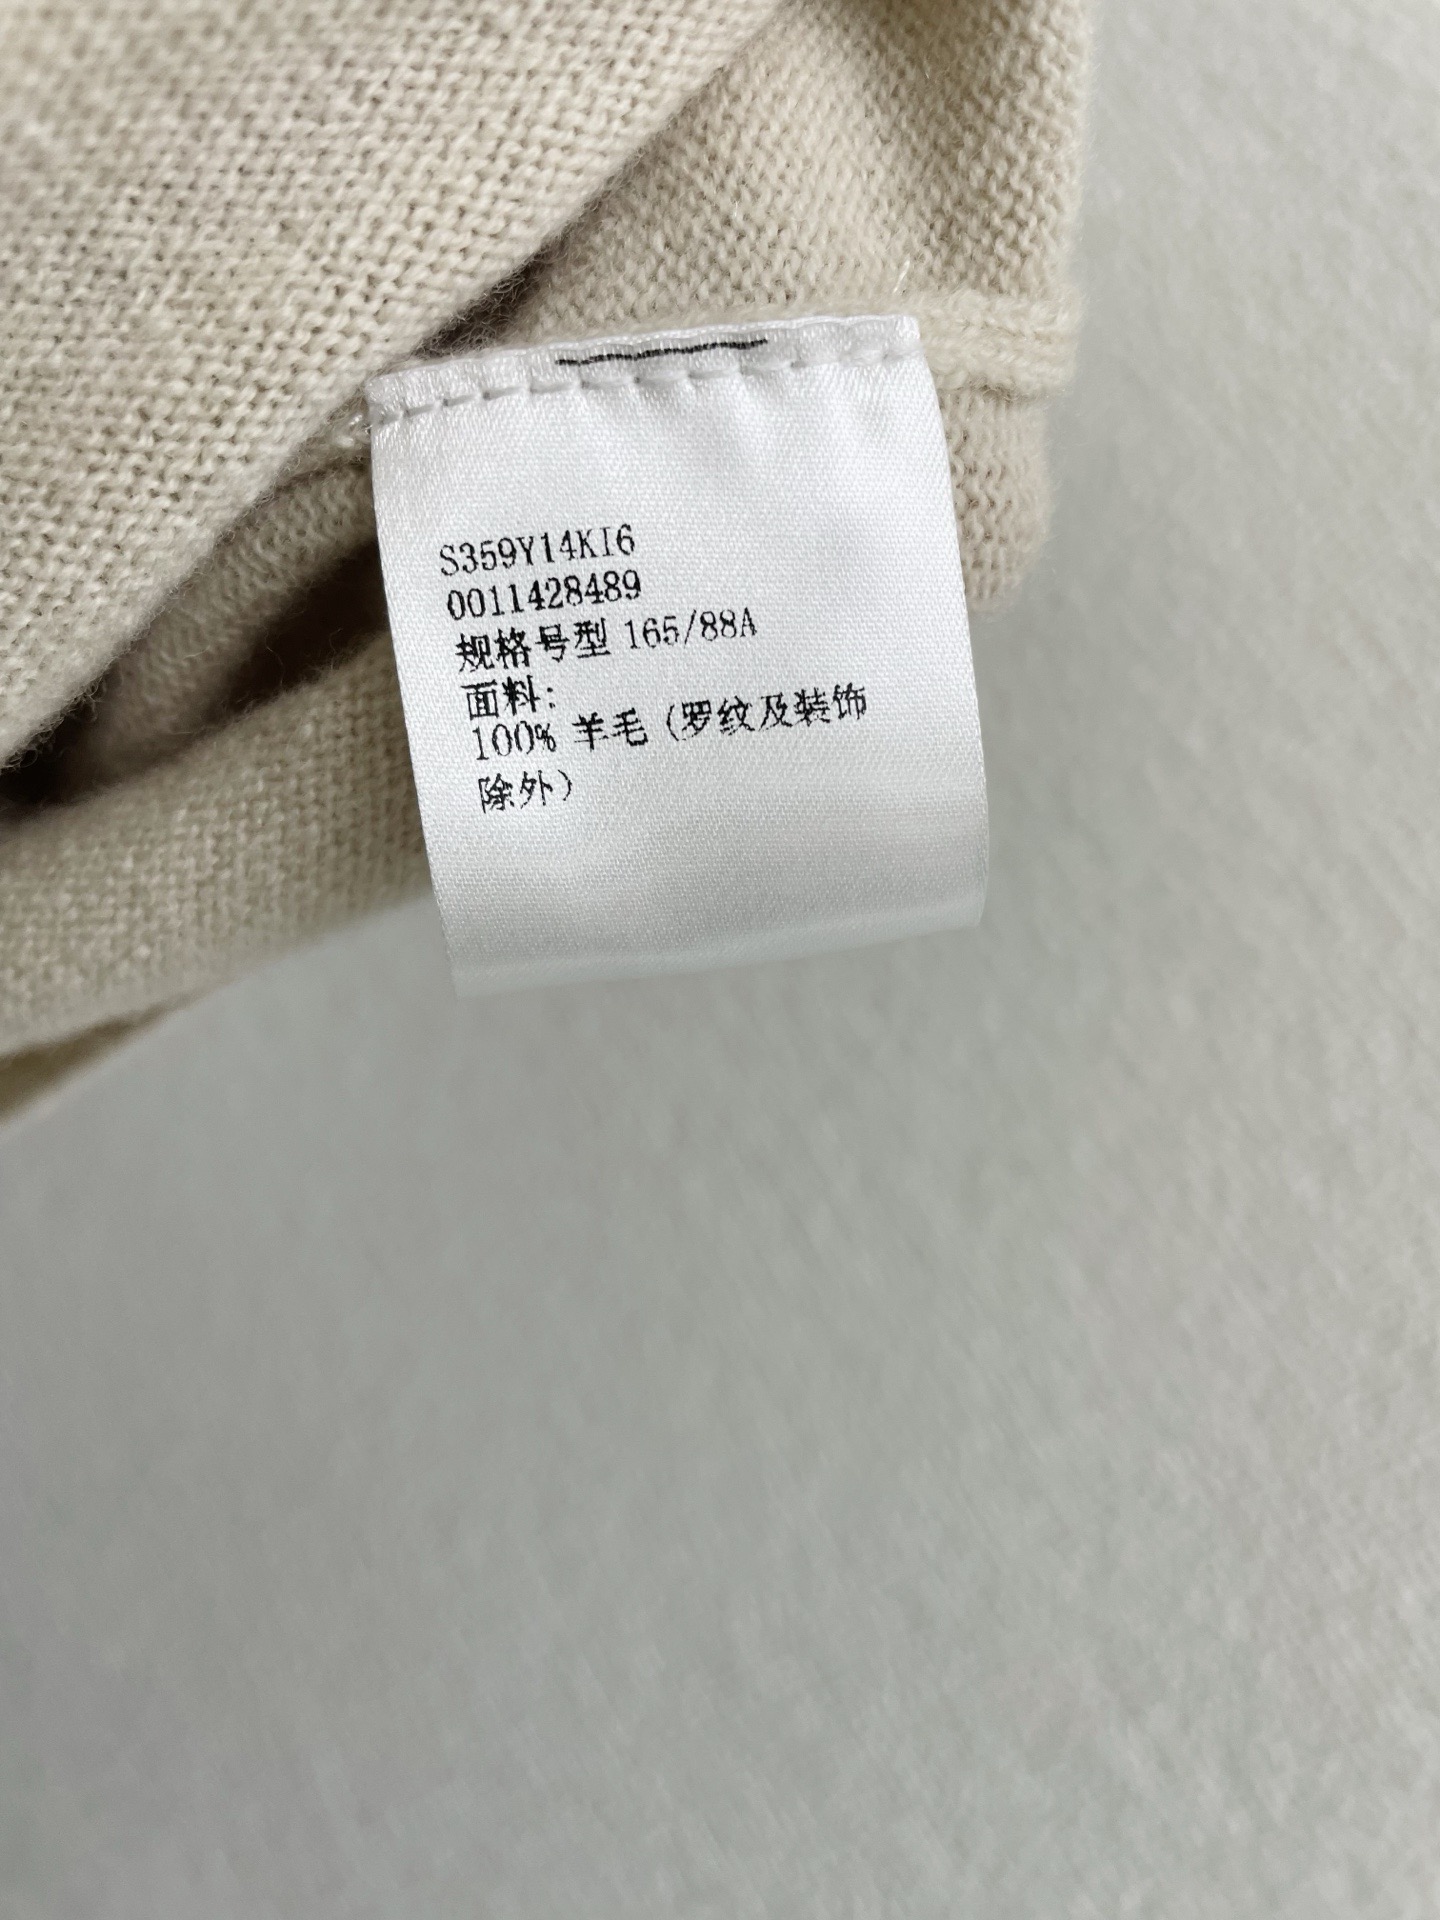 S359Y14KI6
0011428489
规格号型 165/88A
面料:
100% 羊毛 (罗纹及装饰
除外)